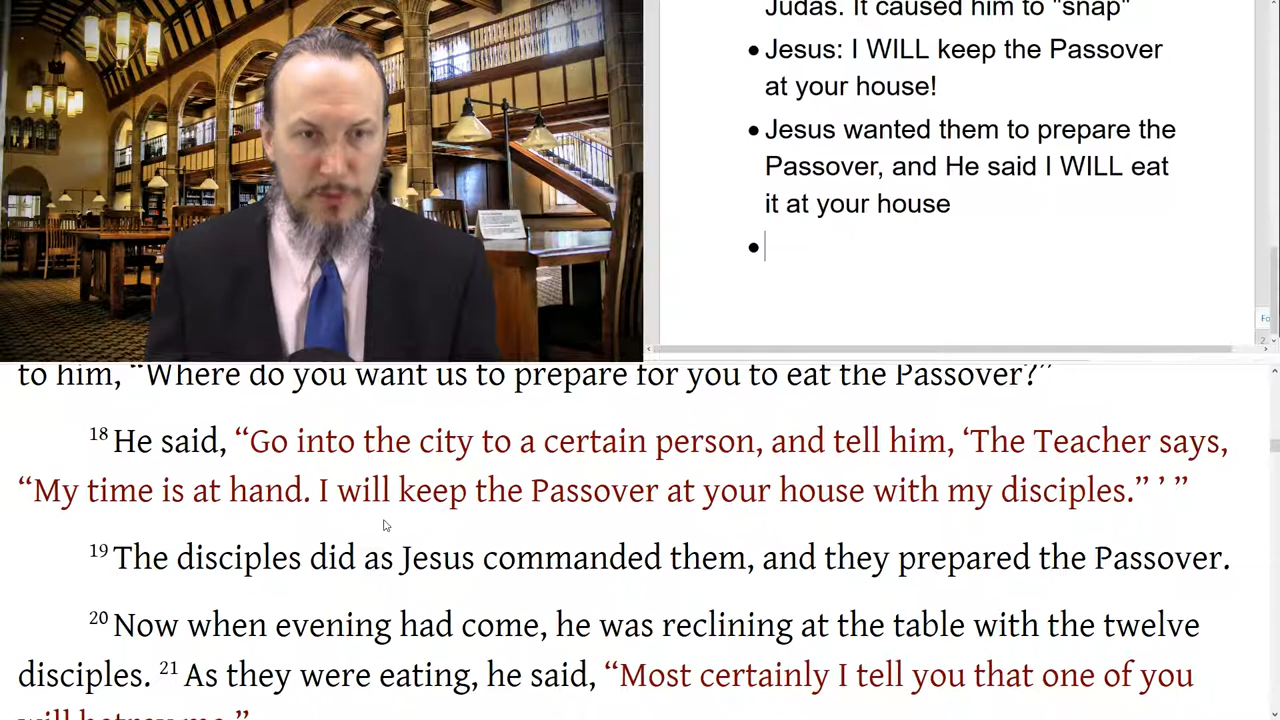 Judas. It caused him to "snap"
• Jesus: I WILL keep the Passover
at your house!
• Jesus wanted them to prepare the
Passover, and He said I WILL eat
it at your house
•
Fo
2
to him, “Where do you want us to prepare for you to eat the Passover?”
18 He said, “Go into the city to a certain person, and tell him, ‘The Teacher says,
“My time is at hand. I will keep the Passover at your house with my disciples.” ’ ”
19 The disciples did as Jesus commanded them, and they prepared the Passover.
20 Now when evening had come, he was reclining at the table with the twelve
disciples. 21 As they were eating, he said, “Most certainly I tell you that one of you
will betray me.”